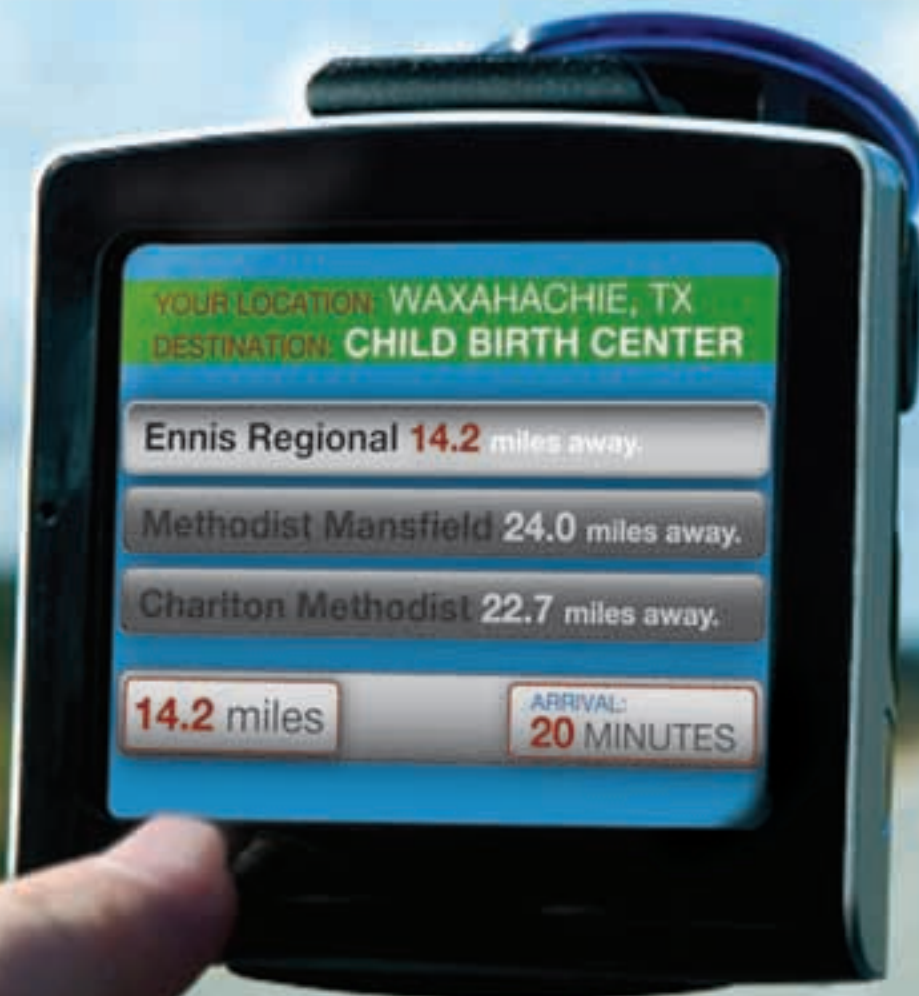 YOUR LOCATION: WAXAHACHIE, TX
DESTINATION: CHILD BIRTH CENTER
Ennis Regional 14.2 miles away.
Methodist Mansfield 24.0 miles away.
Charlton Methodist 22.7 miles away.
14.2 miles
ARRIVAL:
20 MINUTES